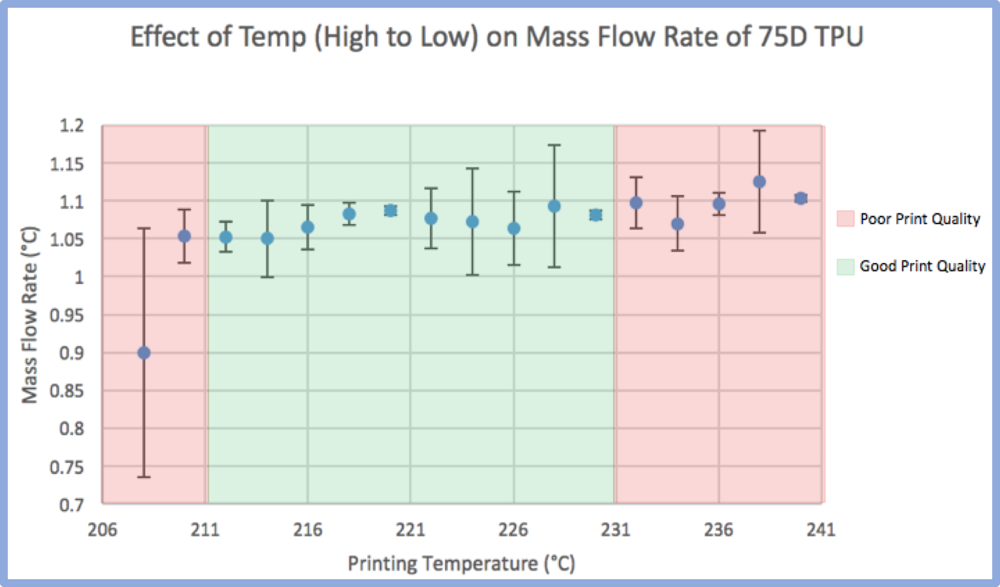 Effect of Temp (High to Low) on Mass Flow Rate of 75D TPU
Mass Flow Rate (°C)
1.2
1.15
1.1
1.05
1
0.95
0.9
0.85
0.8
0.75
0.7
206 211 216 221 226 231 236 241
Printing Temperature (°C)
Poor Print Quality
Good Print Quality